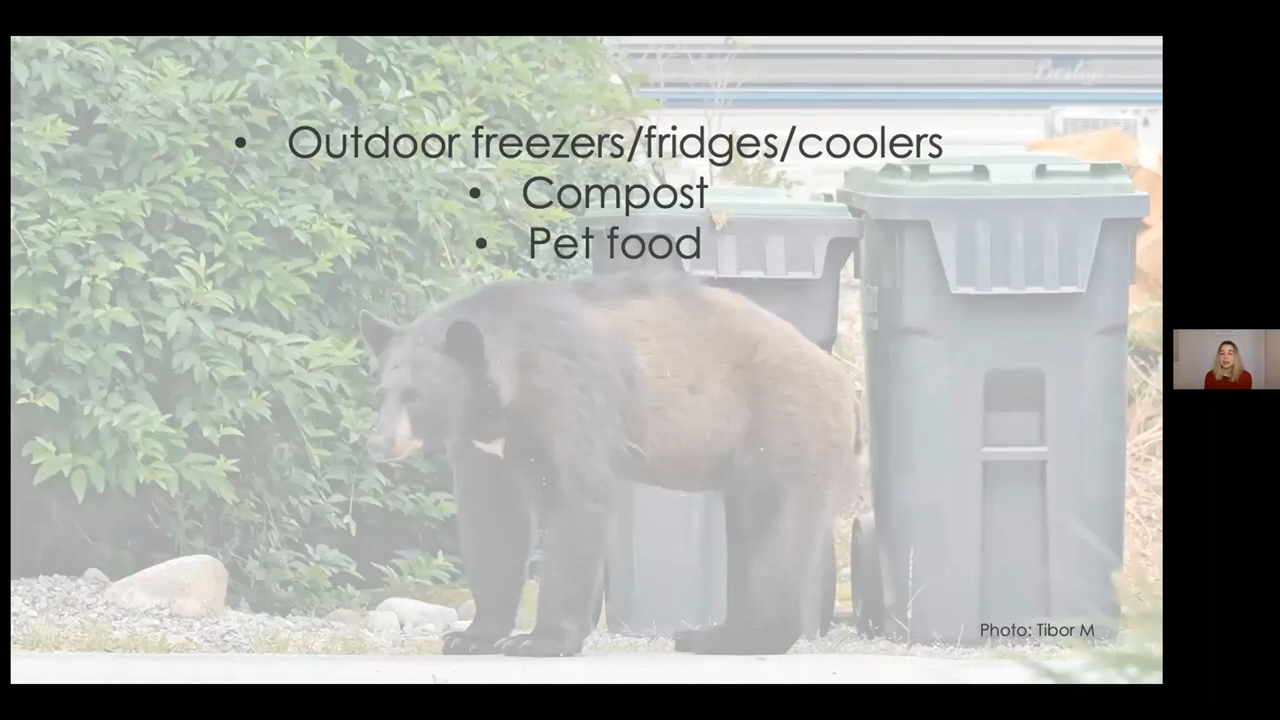 • Outdoor freezers/fridges/coolers
• Compost
• Pet food
Photo: Tibor M